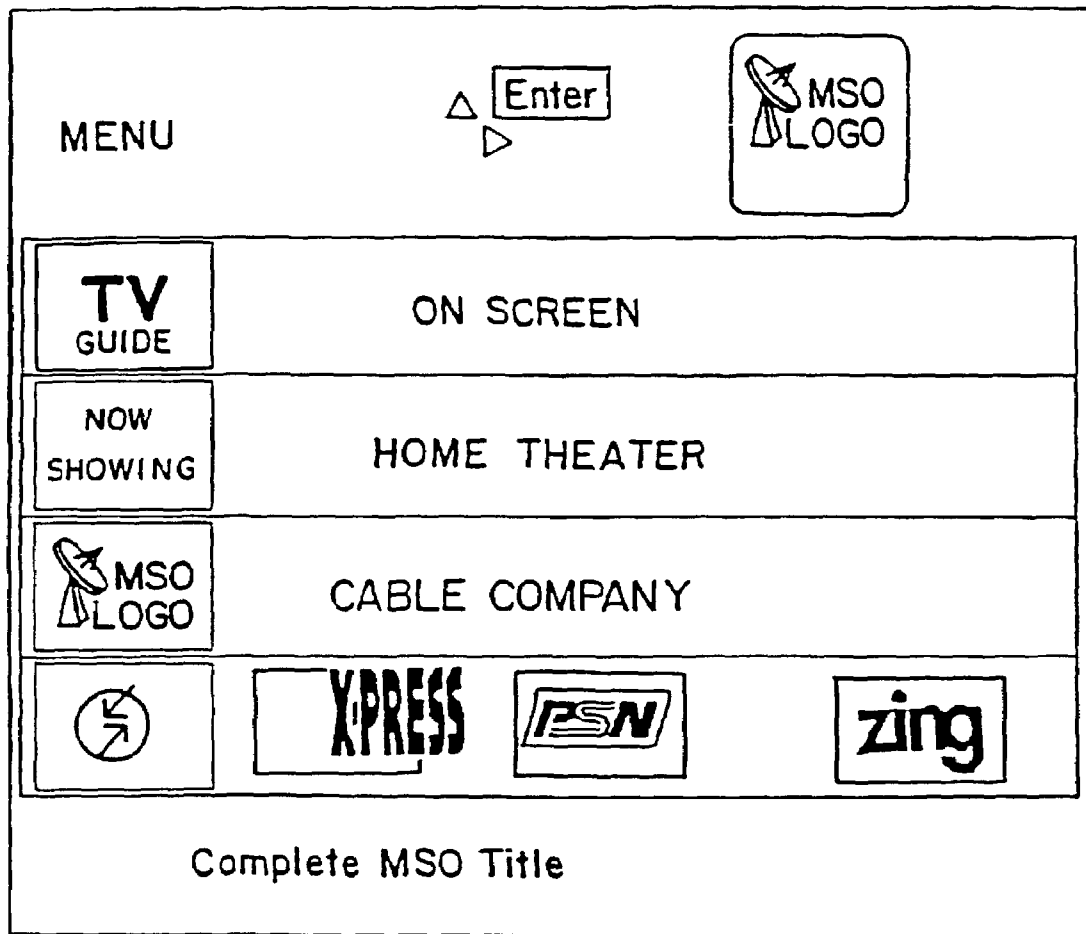 MENU
Enter
MSO
LOGO
TV
GUIDE
ON SCREEN
NOW
SHOWING
HOME THEATER
MSO
LOGO
CABLE COMPANY
X·PRESS
PSN
zing
Complete MSO Title